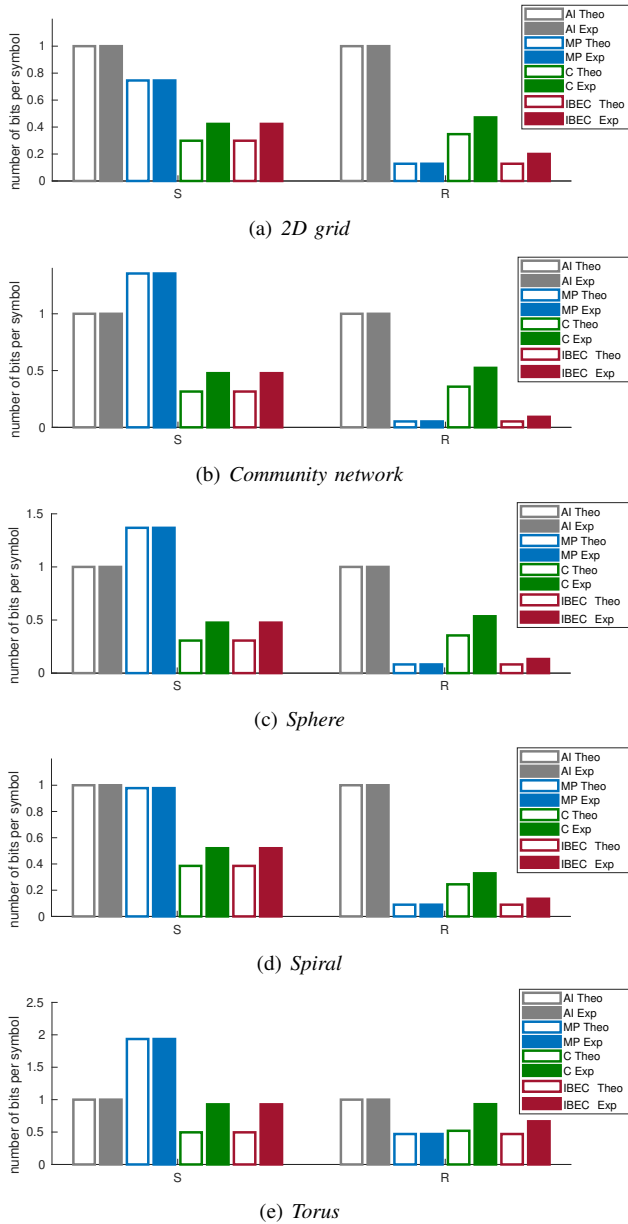 number of bits per symbol
1
0.8
0.6
0.4
0.2
0
S
R
AI Theo
AI Exp
MP Theo
MP Exp
C Theo
C Exp
IBEC Theo
IBEC Exp
(a) 2D grid
number of bits per symbol
1
0.5
0
S
R
AI Theo
AI Exp
MP Theo
MP Exp
C Theo
C Exp
IBEC Theo
IBEC Exp
(b) Community network
number of bits per symbol
1.5
1
0.5
0
S
R
AI Theo
AI Exp
MP Theo
MP Exp
C Theo
C Exp
IBEC Theo
IBEC Exp
(c) Sphere
number of bits per symbol
1
0.8
0.6
0.4
0.2
0
S
R
AI Theo
AI Exp
MP Theo
MP Exp
C Theo
C Exp
IBEC Theo
IBEC Exp
(d) Spiral
number of bits per symbol
2.5
2
1.5
1
0.5
0
S
R
AI Theo
AI Exp
MP Theo
MP Exp
C Theo
C Exp
IBEC Theo
IBEC Exp
(e) Torus